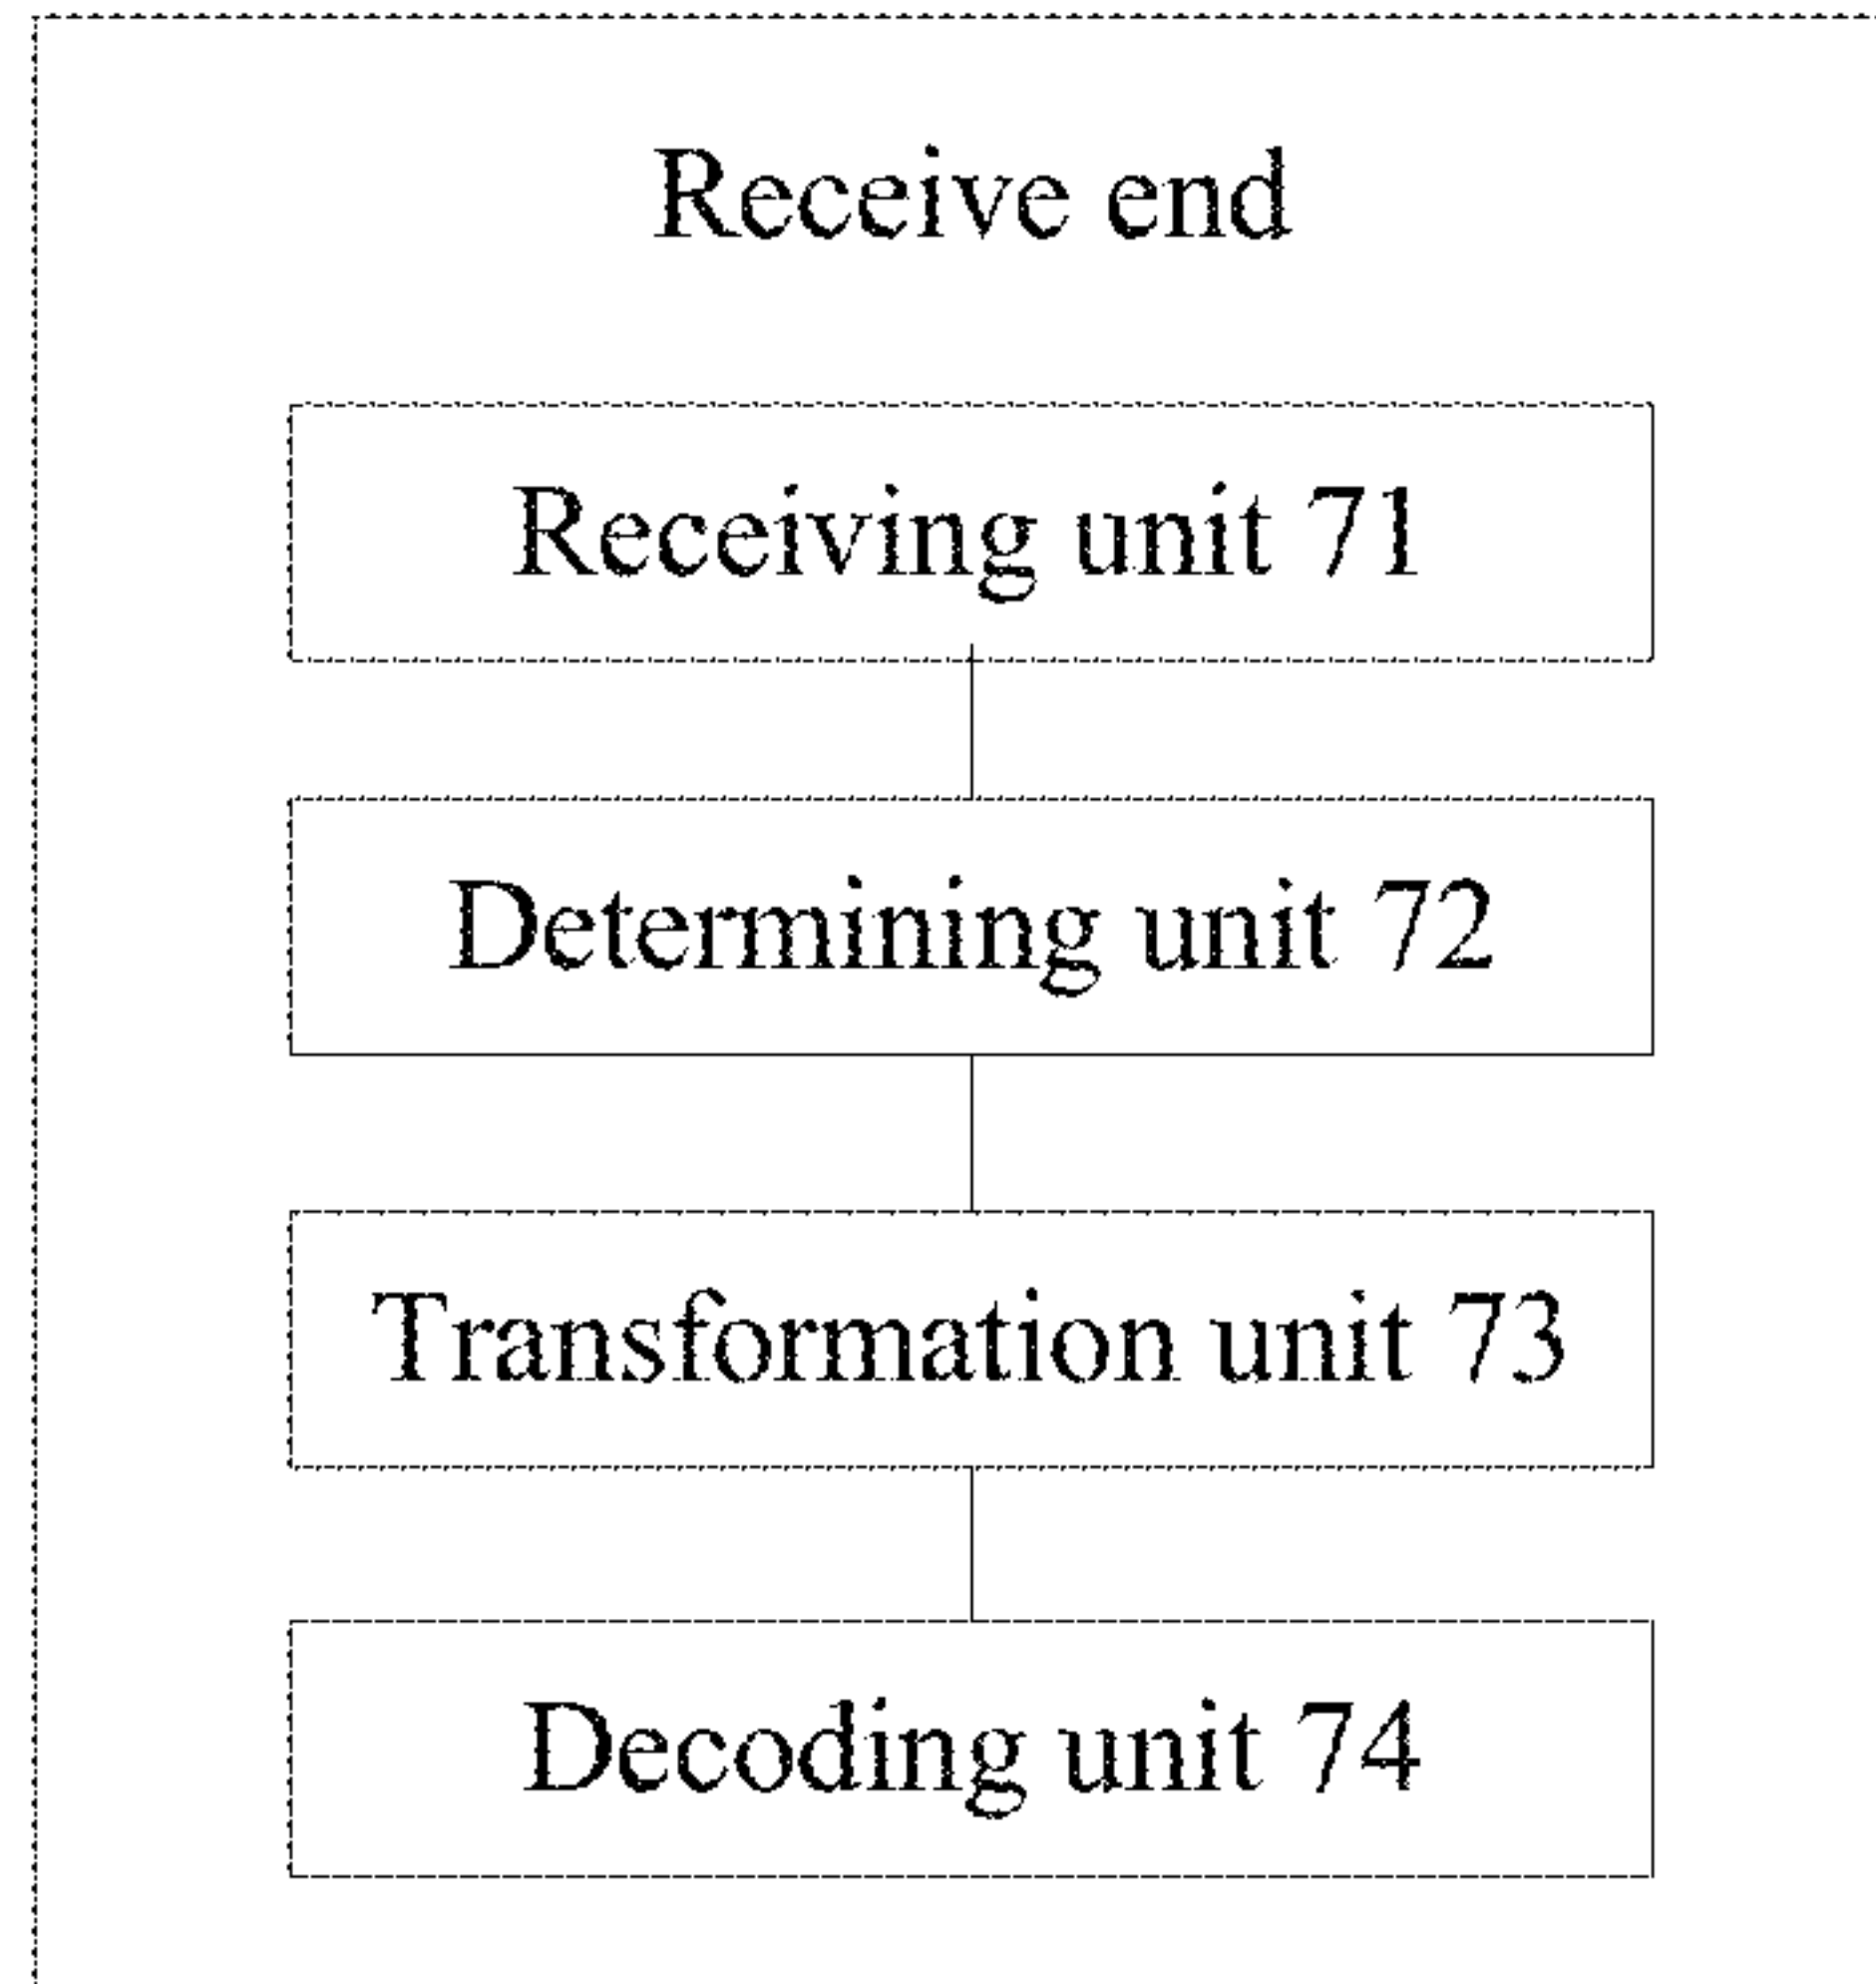 Receive end
Receiving unit 71
Determining unit 72
Transformation unit 73
Decoding unit 74